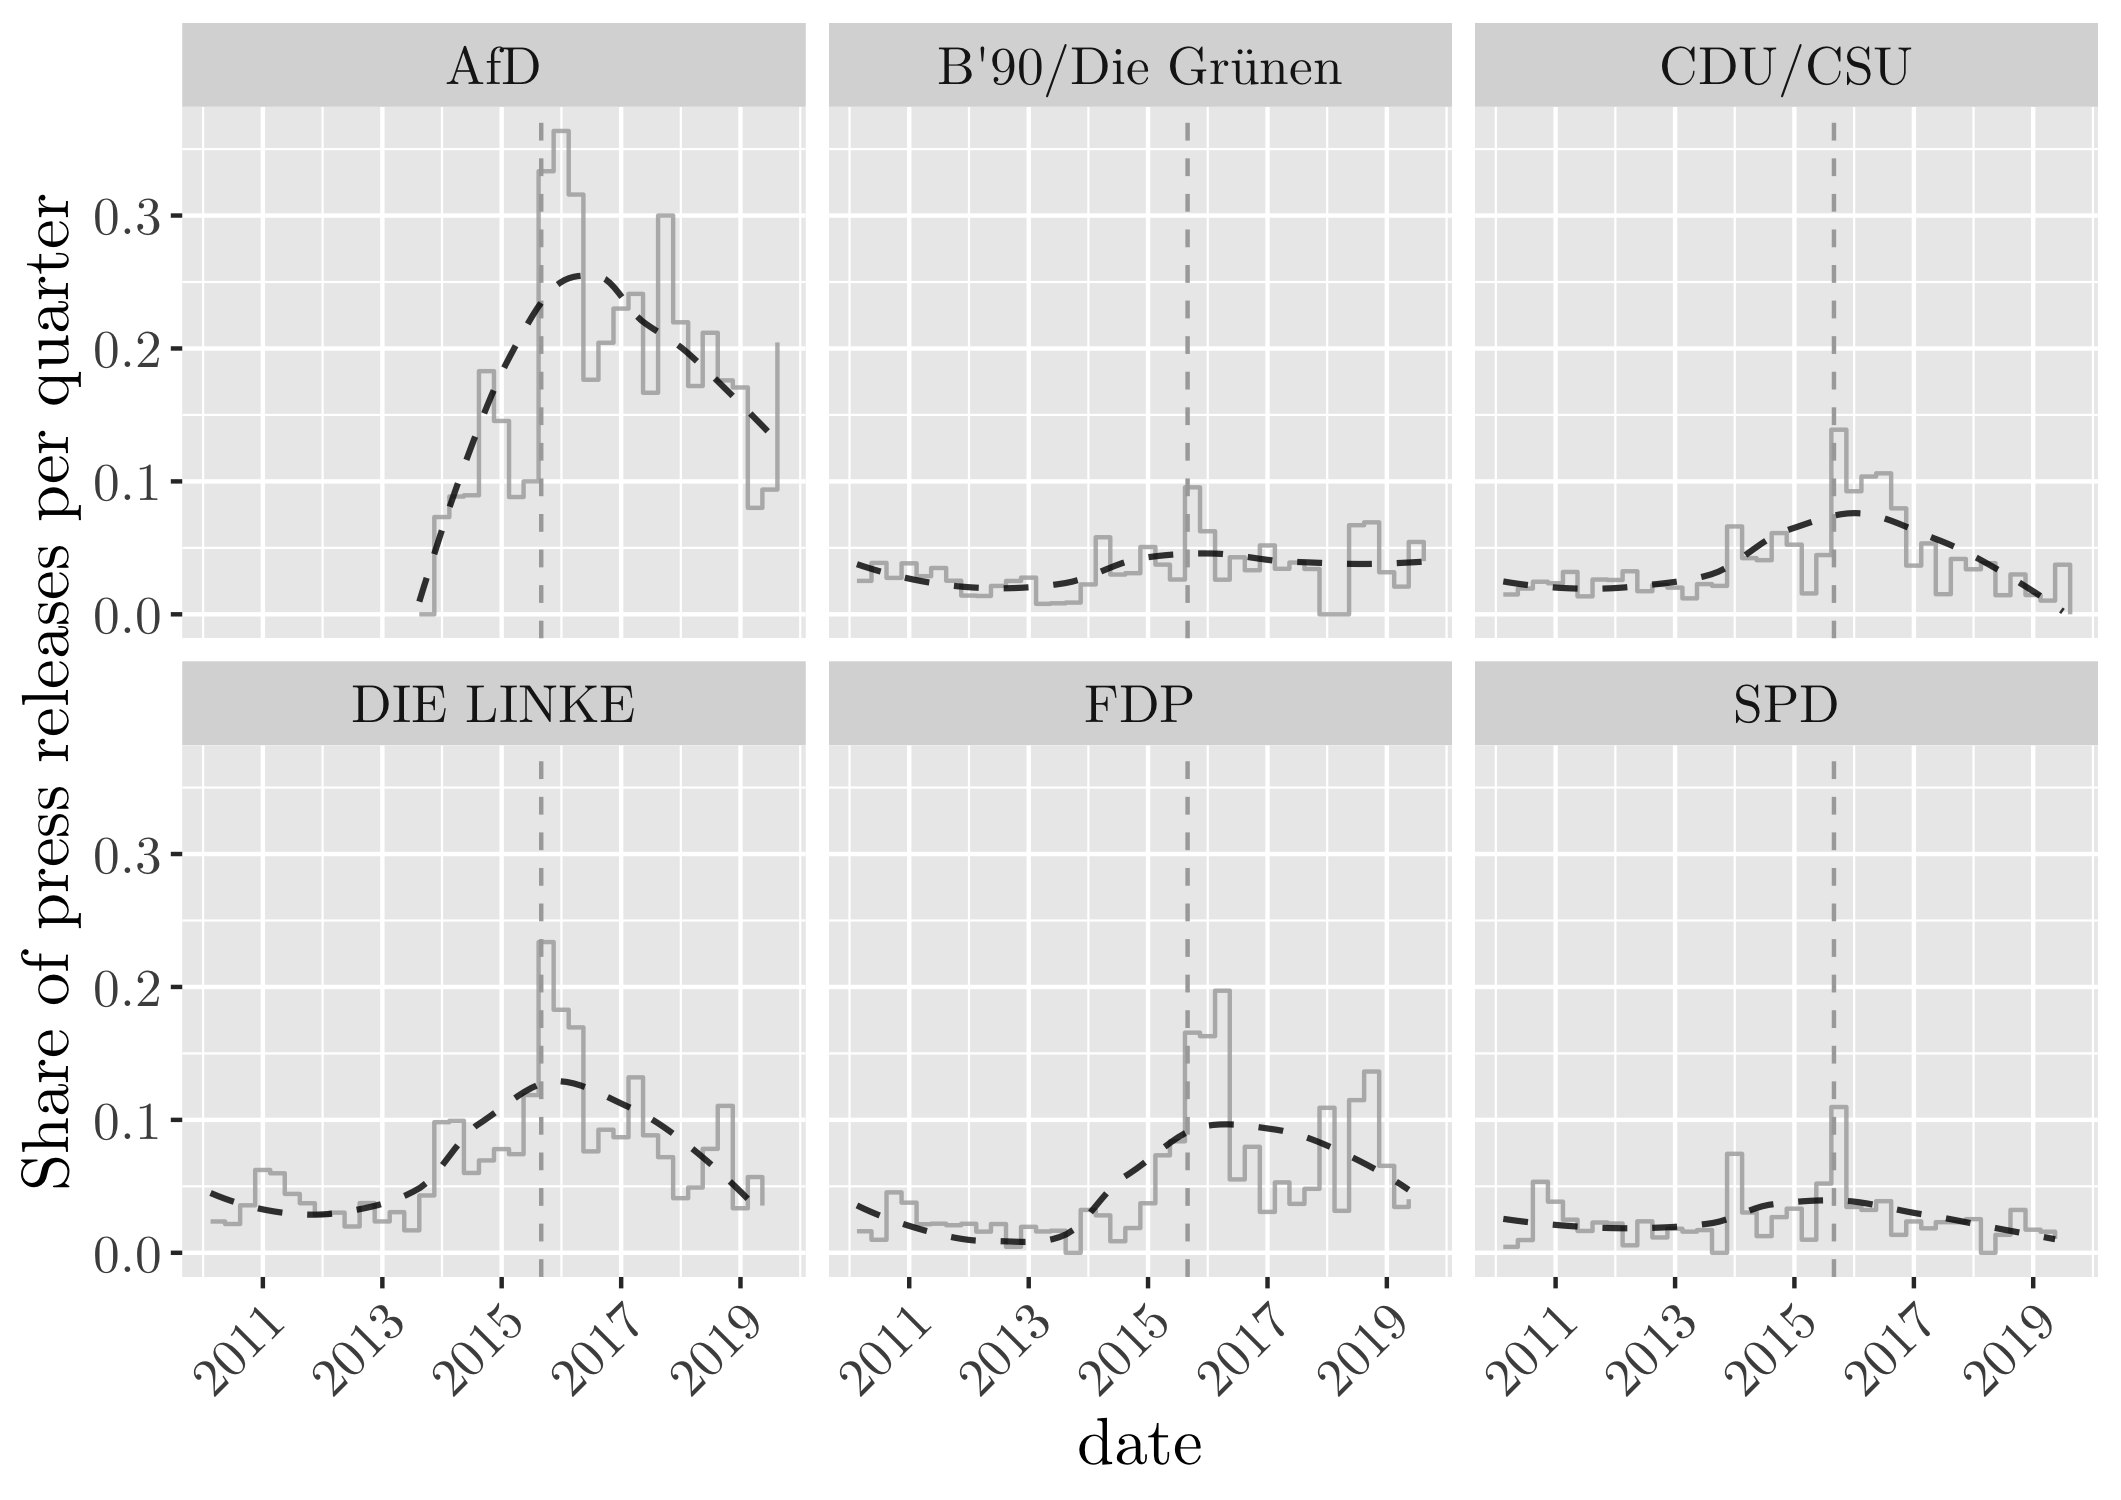 AfD
B'90/Die Grünen
CDU/CSU
Share of press releases per quarter
0.3
0.2
0.1
0.0
DIE LINKE
FDP
SPD
0.3
0.2
0.1
0.0
2011 2013 2015 2017 2019
2011 2013 2015 2017 2019
2011 2013 2015 2017 2019
date